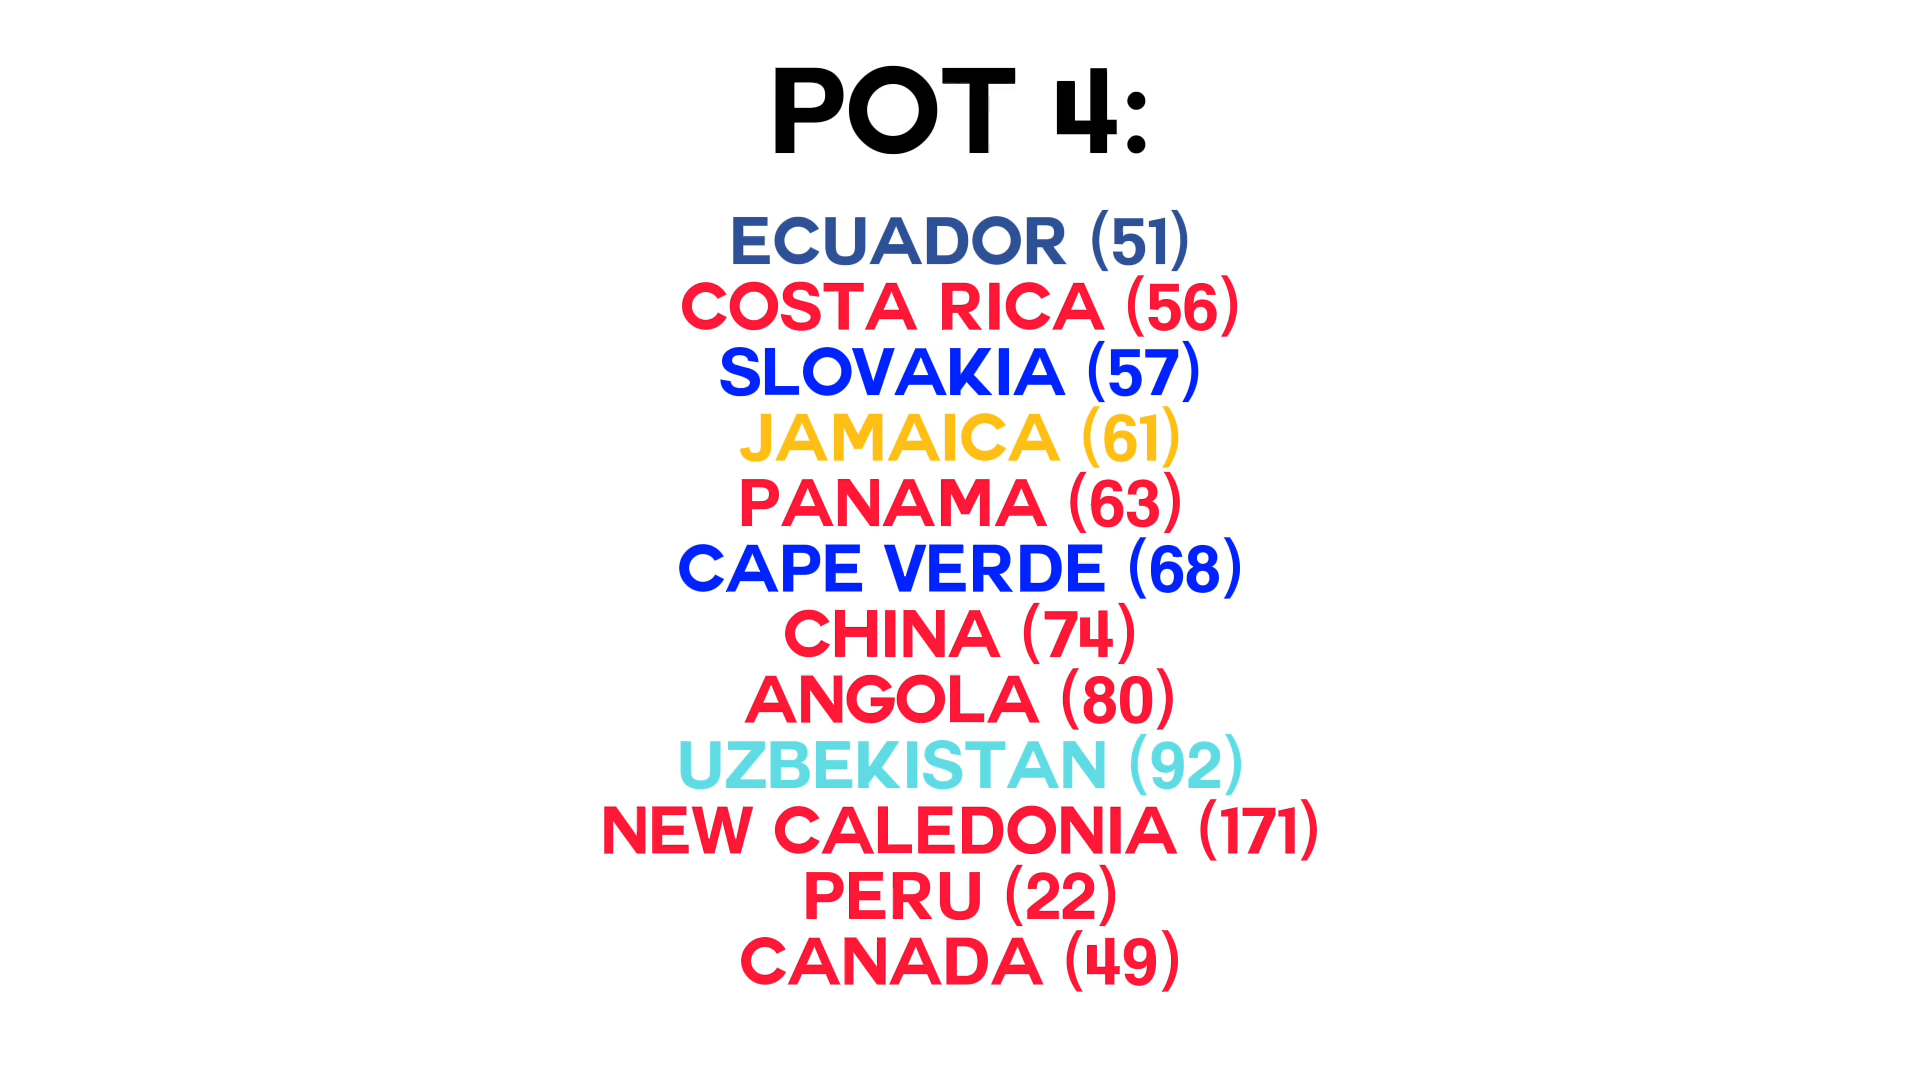 POT 4:
ECUADOR (51)
COSTA RICA (56)
SLOVAKIA (57)
JAMAICA (61)
PANAMA (63)
CAPE VERDE (68)
CHINA (74)
ANGOLA (80)
UZBEKISTAN (92)
NEW CALEDONIA (171)
PERU (22)
CANADA (49)